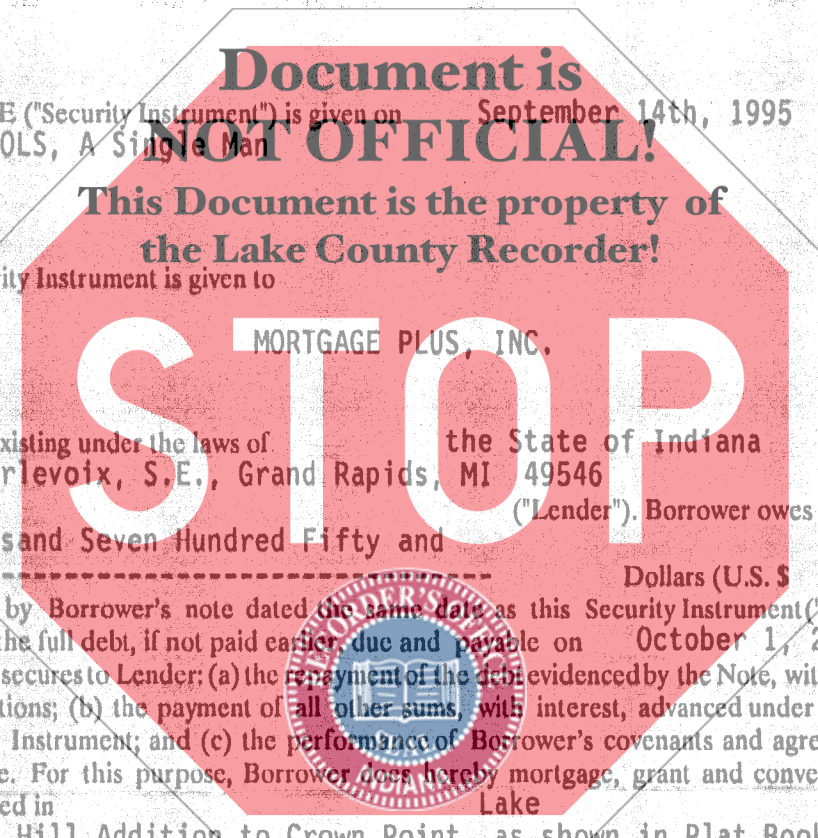 Document is
E ("Security Instrument") is given on September 14th, 1995
NOT OFFICIAL!
OLS, A Single Man
This Document is the property of
the Lake County Recorder!
ity Instrument is given to
STOP
MORTGAGE PLUS, INC.
xisting under the laws of the State of Indiana
rlevoix, S.E., Grand Rapids, MI 49546
("Lender"). Borrower owes
sand Seven Hundred Fifty and
Dollars (U.S. $
by Borrower's note dated the same date as this Security Instrument ("
the full debt, if not paid earlier, due and payable on October 1, 2
secures to Lender: (a) the repayment of the debt evidenced by the Note, wit
tions; (b) the payment of all other sums, with interest, advanced under
Instrument; and (c) the performance of Borrower's covenants and agre
e. For this purpose, Borrower does hereby mortgage, grant and conve
ed in Lake
Hill Addition to Crown Point, as shown in Plat Book